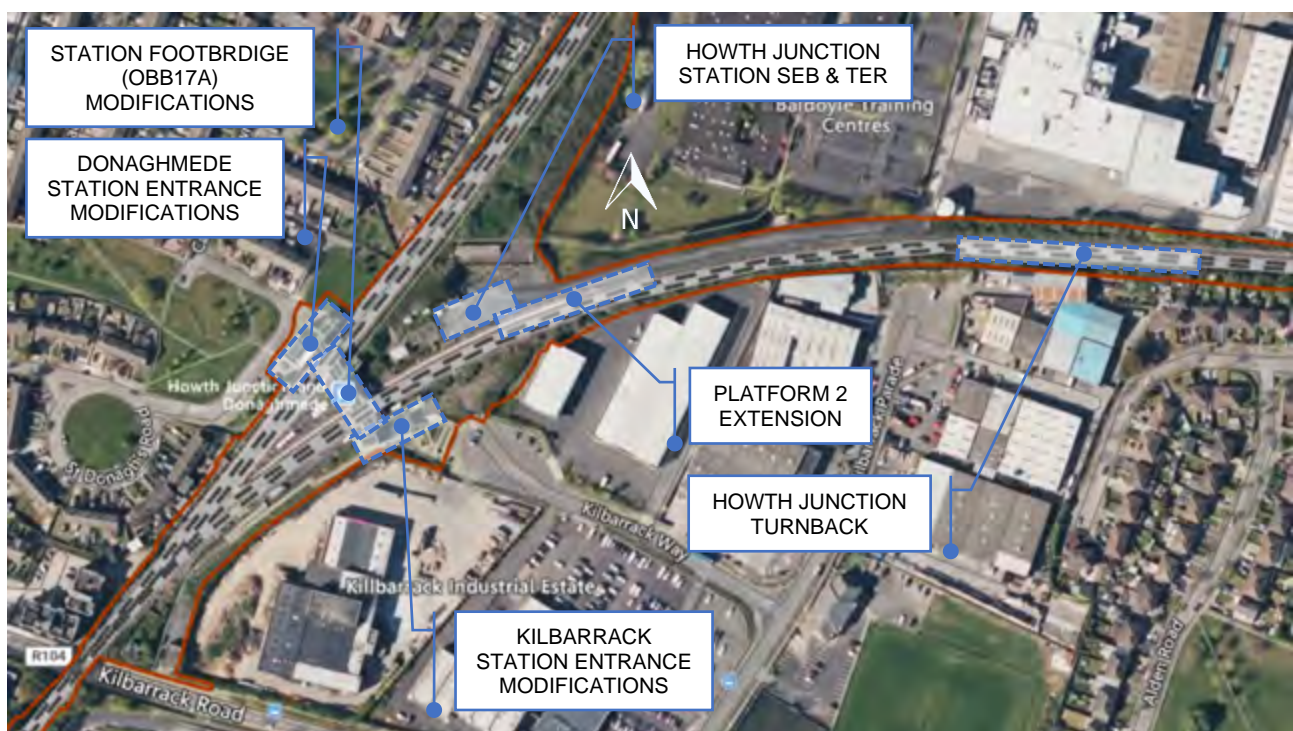 STATION FOOTBRDIGE
(OBB17A)
MODIFICATIONS
HOWTH JUNCTION
STATION SEB & TER
DONAGHMEDE
STATION ENTRANCE
MODIFICATIONS
Baldoyle Training
Centres
N
Howth Junction and
Donaghmede
St Donagh's Road
PLATFORM 2
EXTENSION
HOWTH JUNCTION
TURNBACK
Kilbarrack Way
Killbarrack Industrial Estate
KILBARRACK
STATION ENTRANCE
MODIFICATIONS
R104
Kilbarrack Road
Alden Road